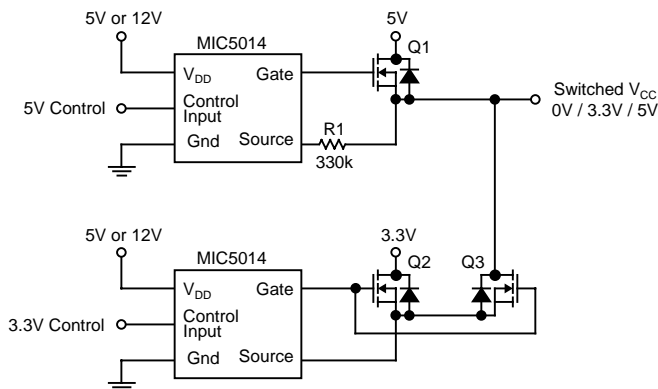 5V or 12V
MIC5014
5V
Q1
VDD
Gate
5V Control
Control
Input
Switched VCC
0V / 3.3V / 5V
Gnd
Source
R1
330k
5V or 12V
MIC5014
3.3V
Q2
Q3
VDD
Gate
3.3V Control
Control
Input
Gnd
Source